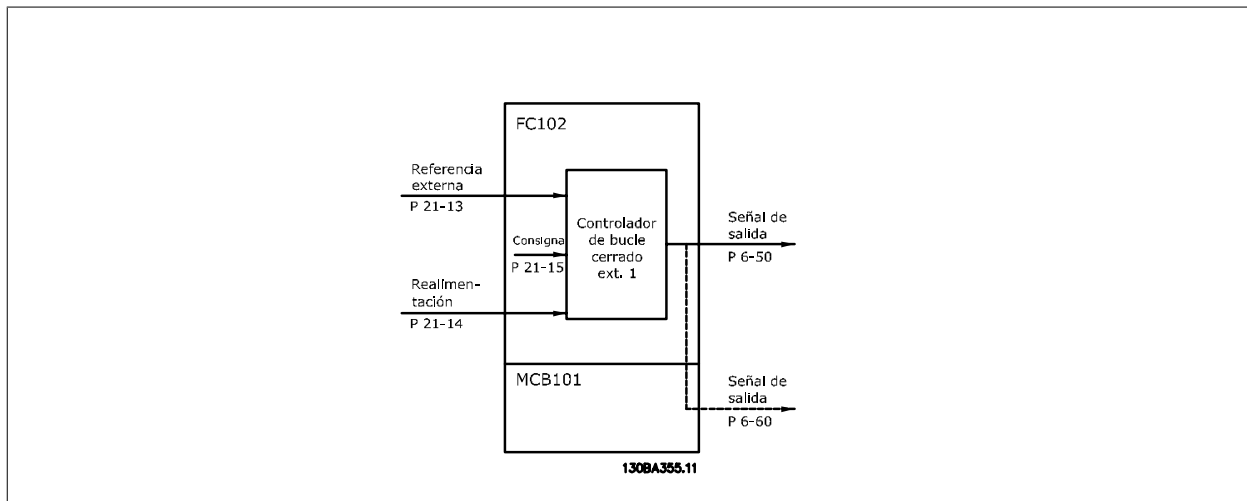 FC102
Referencia
externa
P 21-13
Consigna
P 21-15
Realimen-
tación
P 21-14
Controlador
de bucle
cerrado
ext. 1
Señal de
salida
P 6-50
MCB101
Señal de
salida
P 6-60
130BA355.11